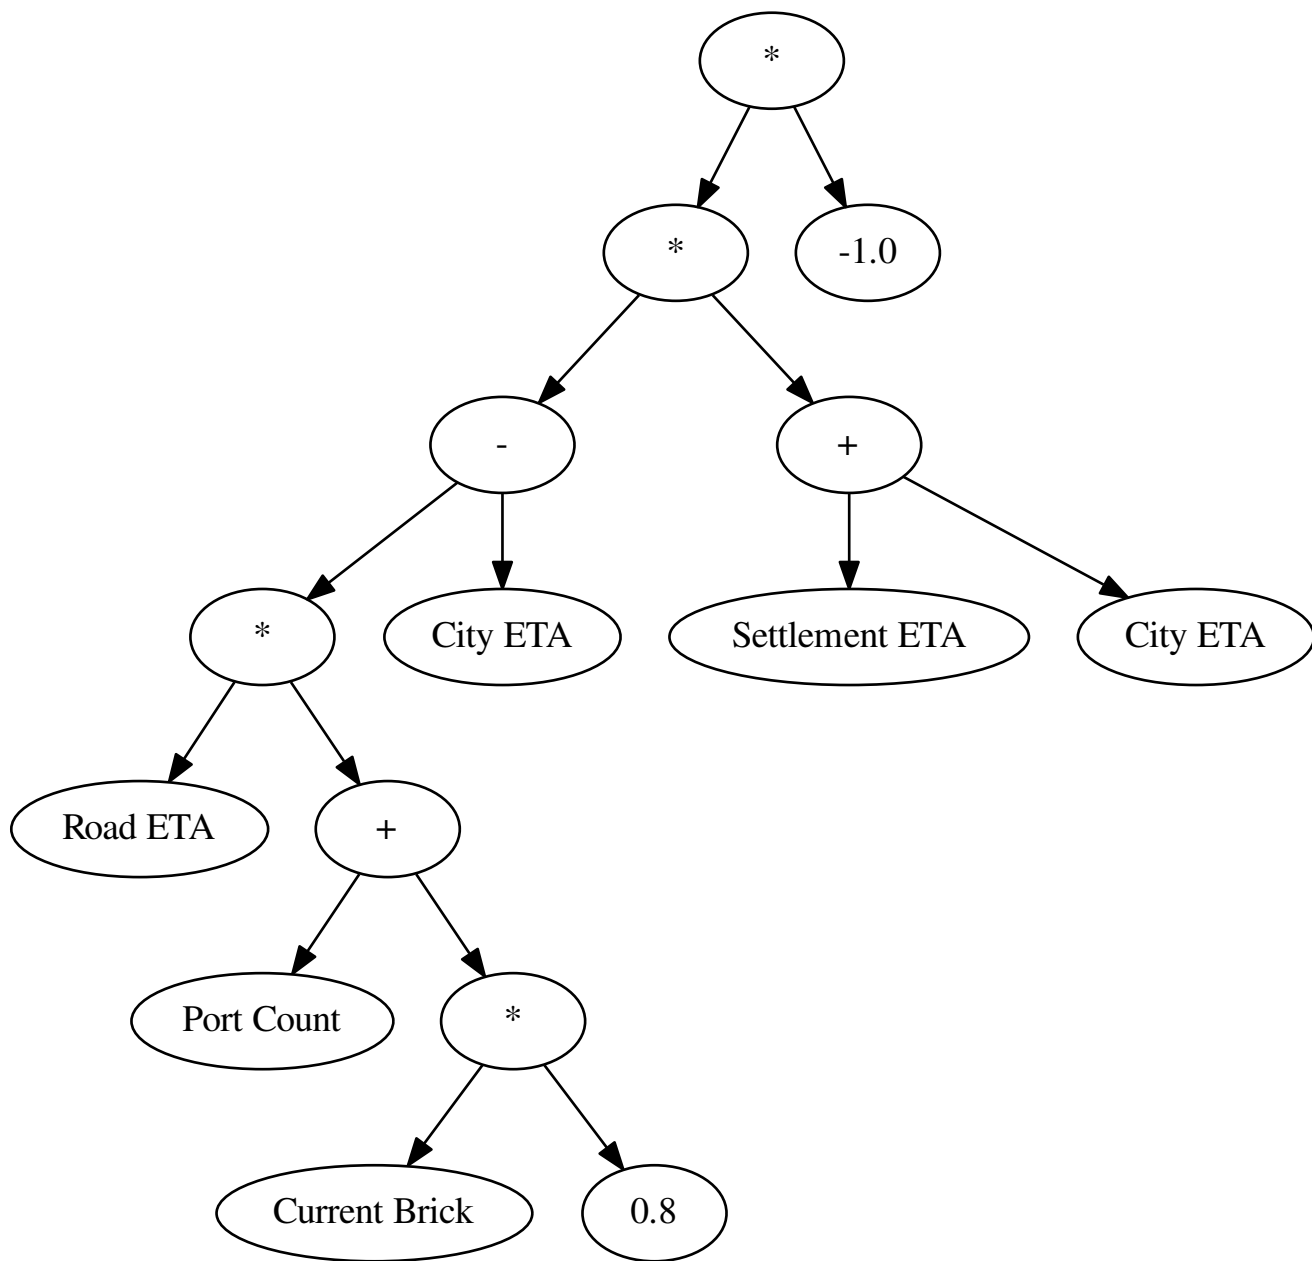 *
*
-1.0
-
+
*
City ETA
Settlement ETA
City ETA
Road ETA
+
Port Count
*
Current Brick
0.8